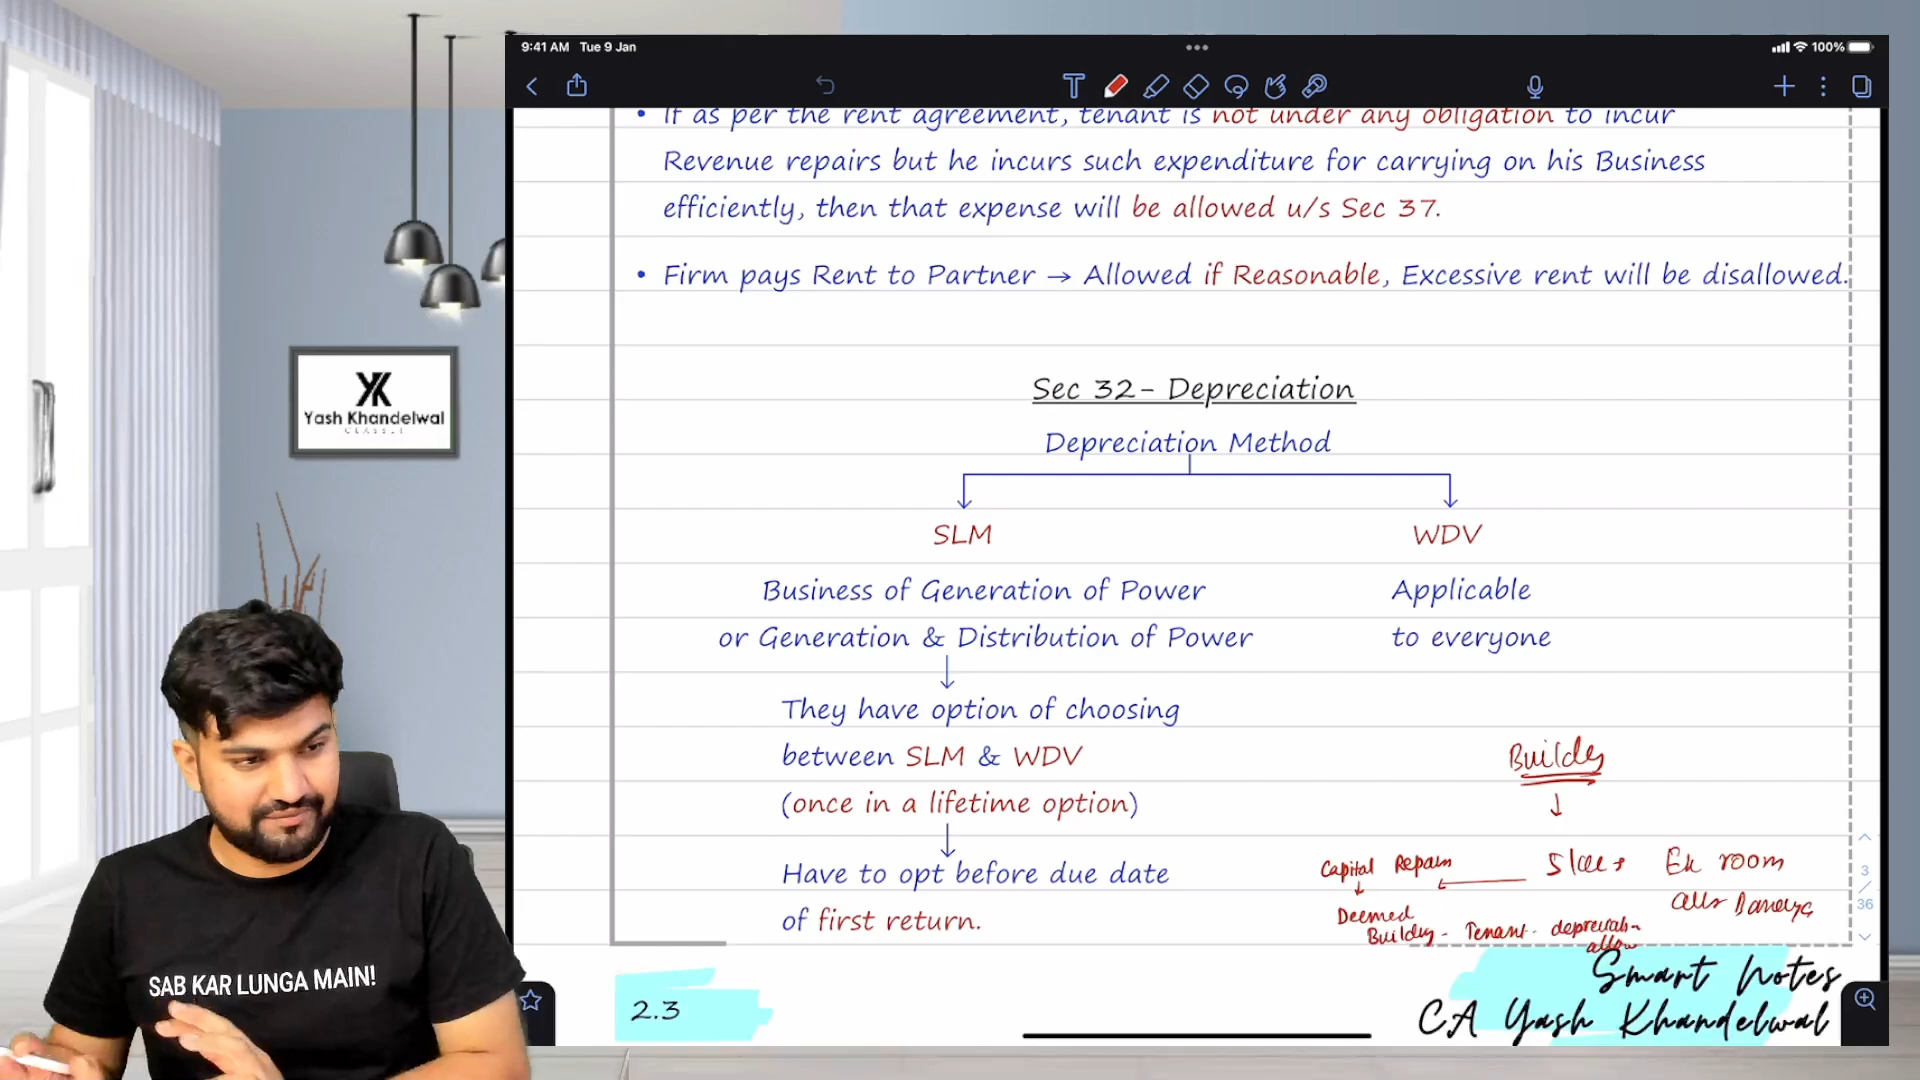 9:41 AM Tue 9 Jan
100%
• If as per the rent agreement, tenant is not under any obligation to incur
Revenue repairs but he incurs such expenditure for carrying on his Business
efficiently, then that expense will be allowed u/s Sec 37.
• Firm pays Rent to Partner → Allowed if Reasonable, Excessive rent will be disallowed.
YK
Yash Khandelwal
CLASSES
Sec 32 - Depreciation
Depreciation Method
SLM
WDV
Business of Generation of Power
or Generation & Distribution of Power
Applicable
to everyone
They have option of choosing
between SLM & WDV
(once in a lifetime option)
Have to opt before due date
of first return.
Capital Repairs
Ek room
Deemed
Tenant -
allow
3
/
36
SAB KAR LUNGA MAIN!
2.3
Smart Notes
CA Yash Khandelwal